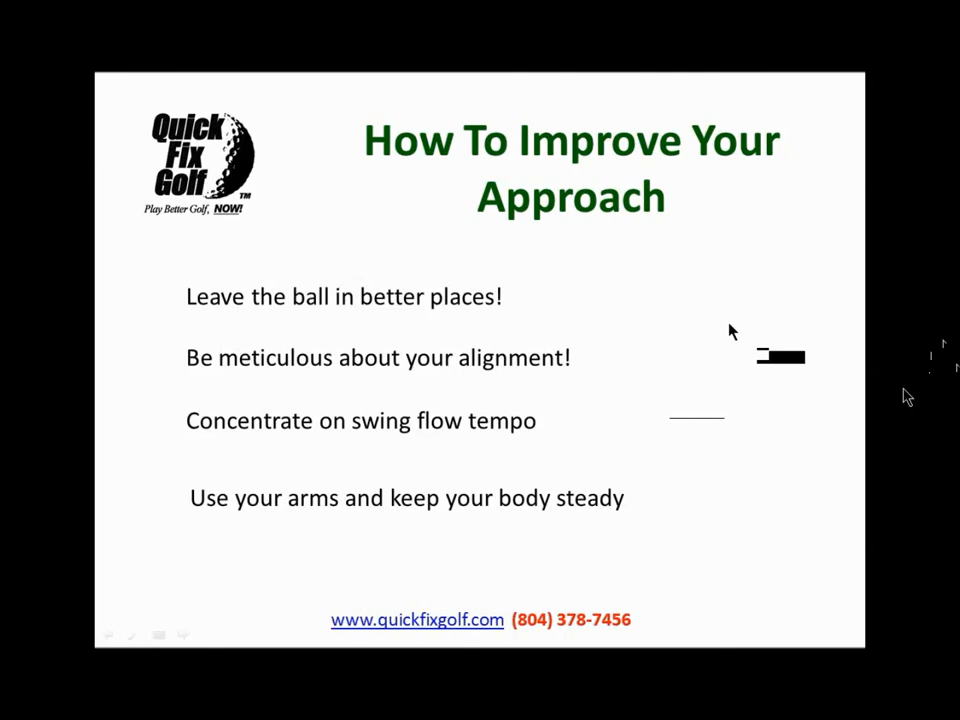 Quick
Fix
Golf™
Play Better Golf, NOW!
How To Improve Your
Approach
Leave the ball in better places!
Be meticulous about your alignment!
Concentrate on swing flow tempo
Use your arms and keep your body steady
www.quickfixgolf.com (804) 378-7456